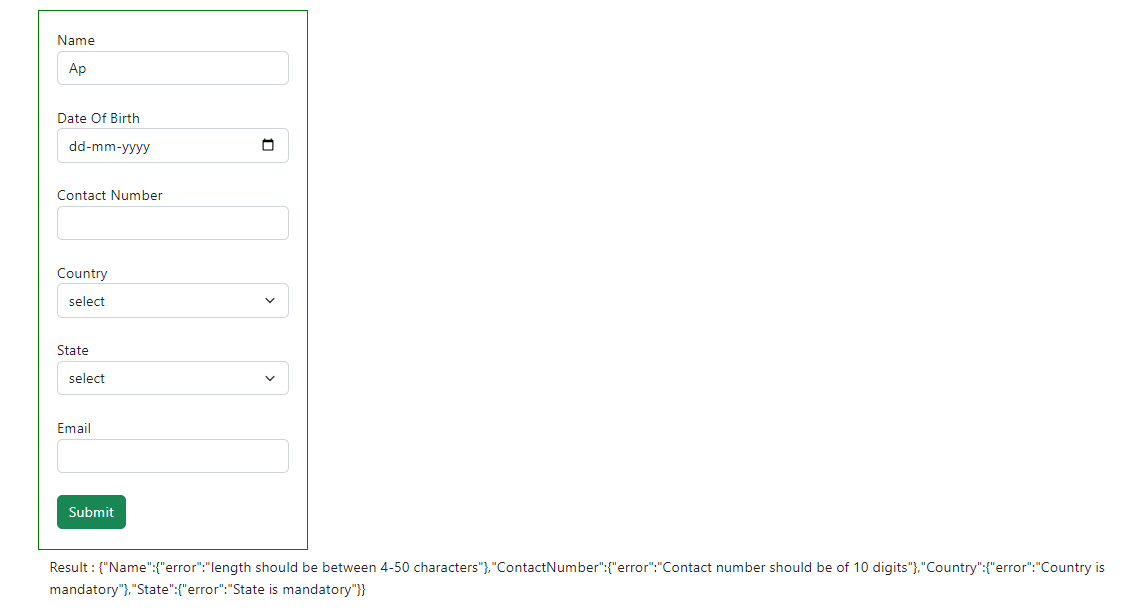 Name
Ap
Date Of Birth
dd-mm-yyyy
Contact Number
Country
select
State
select
Email
Submit
Result : {"Name":{"error":"length should be between 4-50 characters"},"ContactNumber":{"error":"Contact number should be of 10 digits"},"Country":{"error":"Country is
mandatory"},"State":{"error":"State is mandatory"}}